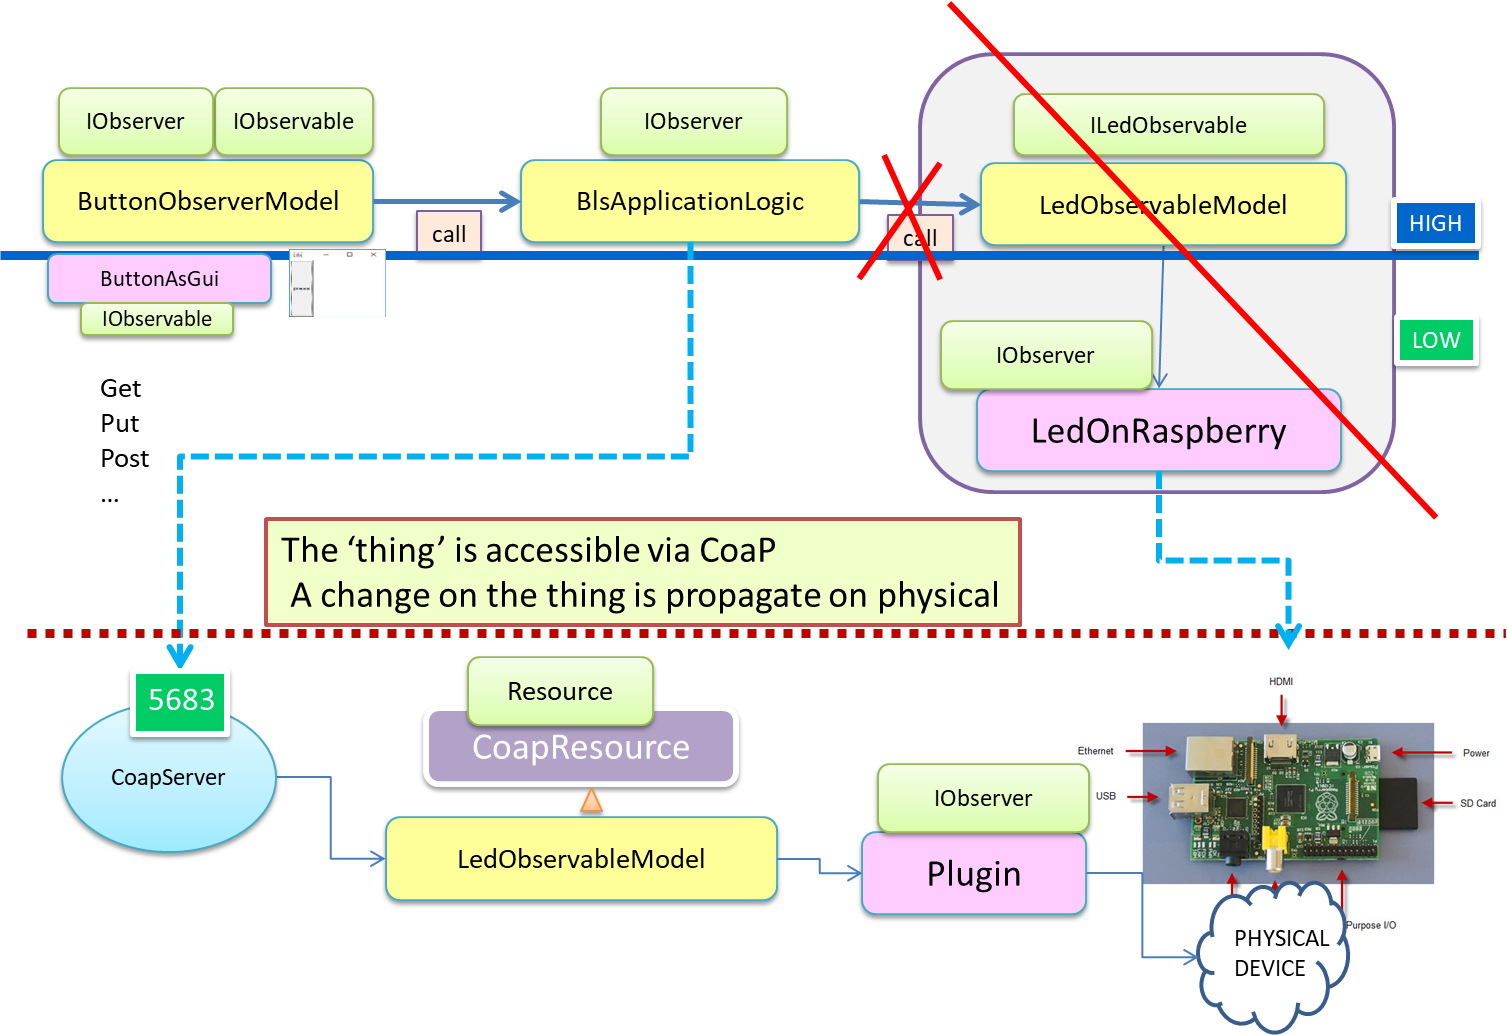 IObserver
IObservable
IObserver
ILedObservable
ButtonObserverModel
BlsApplicationLogic
LedObservableModel
call
call
HIGH
ButtonAsGui
IObservable
LOW
IObserver
Get
Put
Post
...
LedOnRaspberry
The ‘thing’ is accessible via CoaP
A change on the thing is propagate on physical
5683
Resource
CoapResource
CoapServer
LedObservableModel
IObserver
Plugin
HDMI
Ethernet
Power
USB
SD Card
Purpose I/O
PHYSICAL
DEVICE